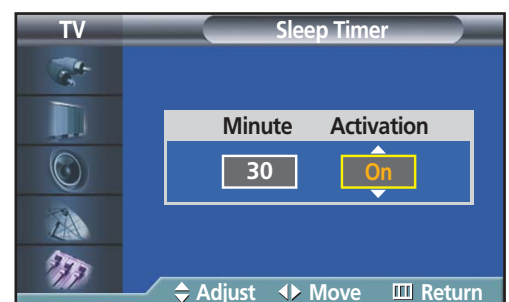 TV Sleep Timer
Minute Activation
30 On
Adjust Move Return